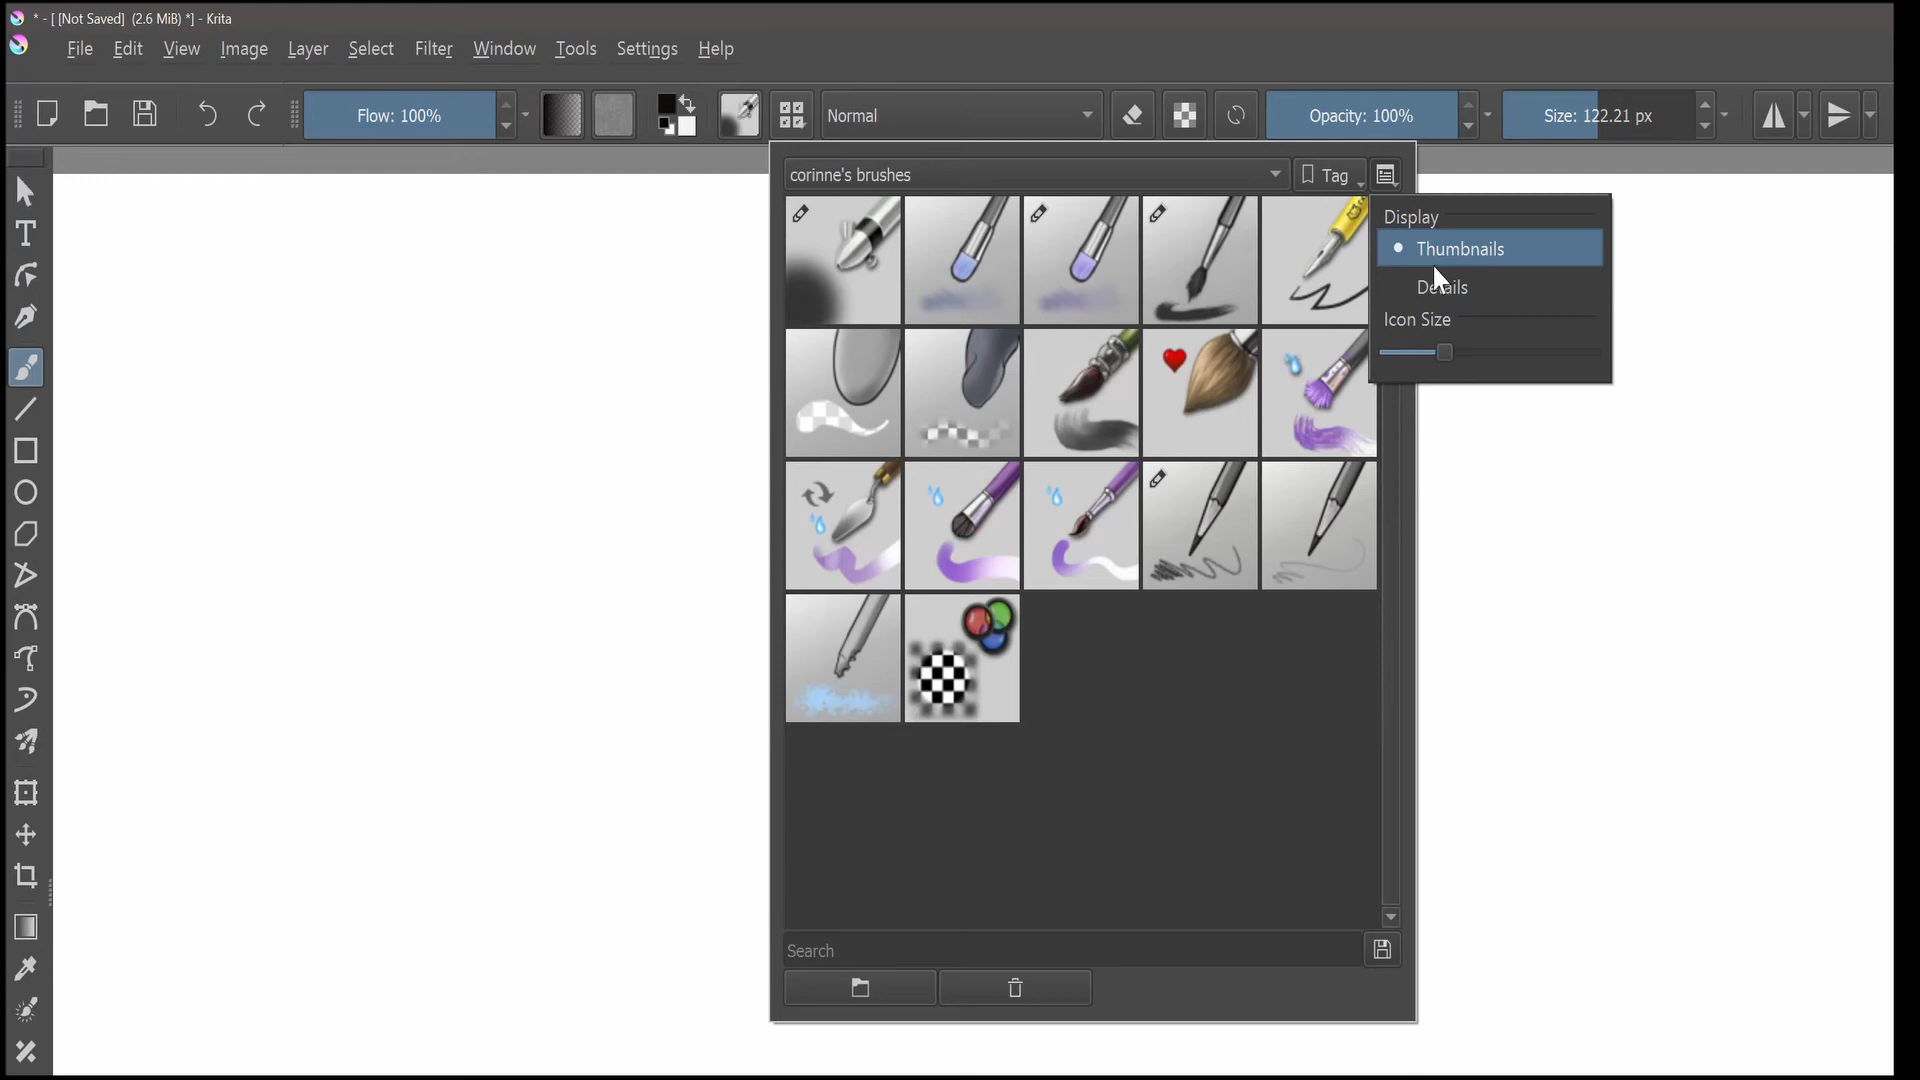 * - [ [Not Saved]  (2.6 MiB) *] - Krita
File Edit View Image Layer Select Filter Window Tools Settings Help
Flow: 100% Normal Opacity: 100% Size: 122.21 px
corinne's brushes Tag
Display
Thumbnails
Details
Icon Size
Search